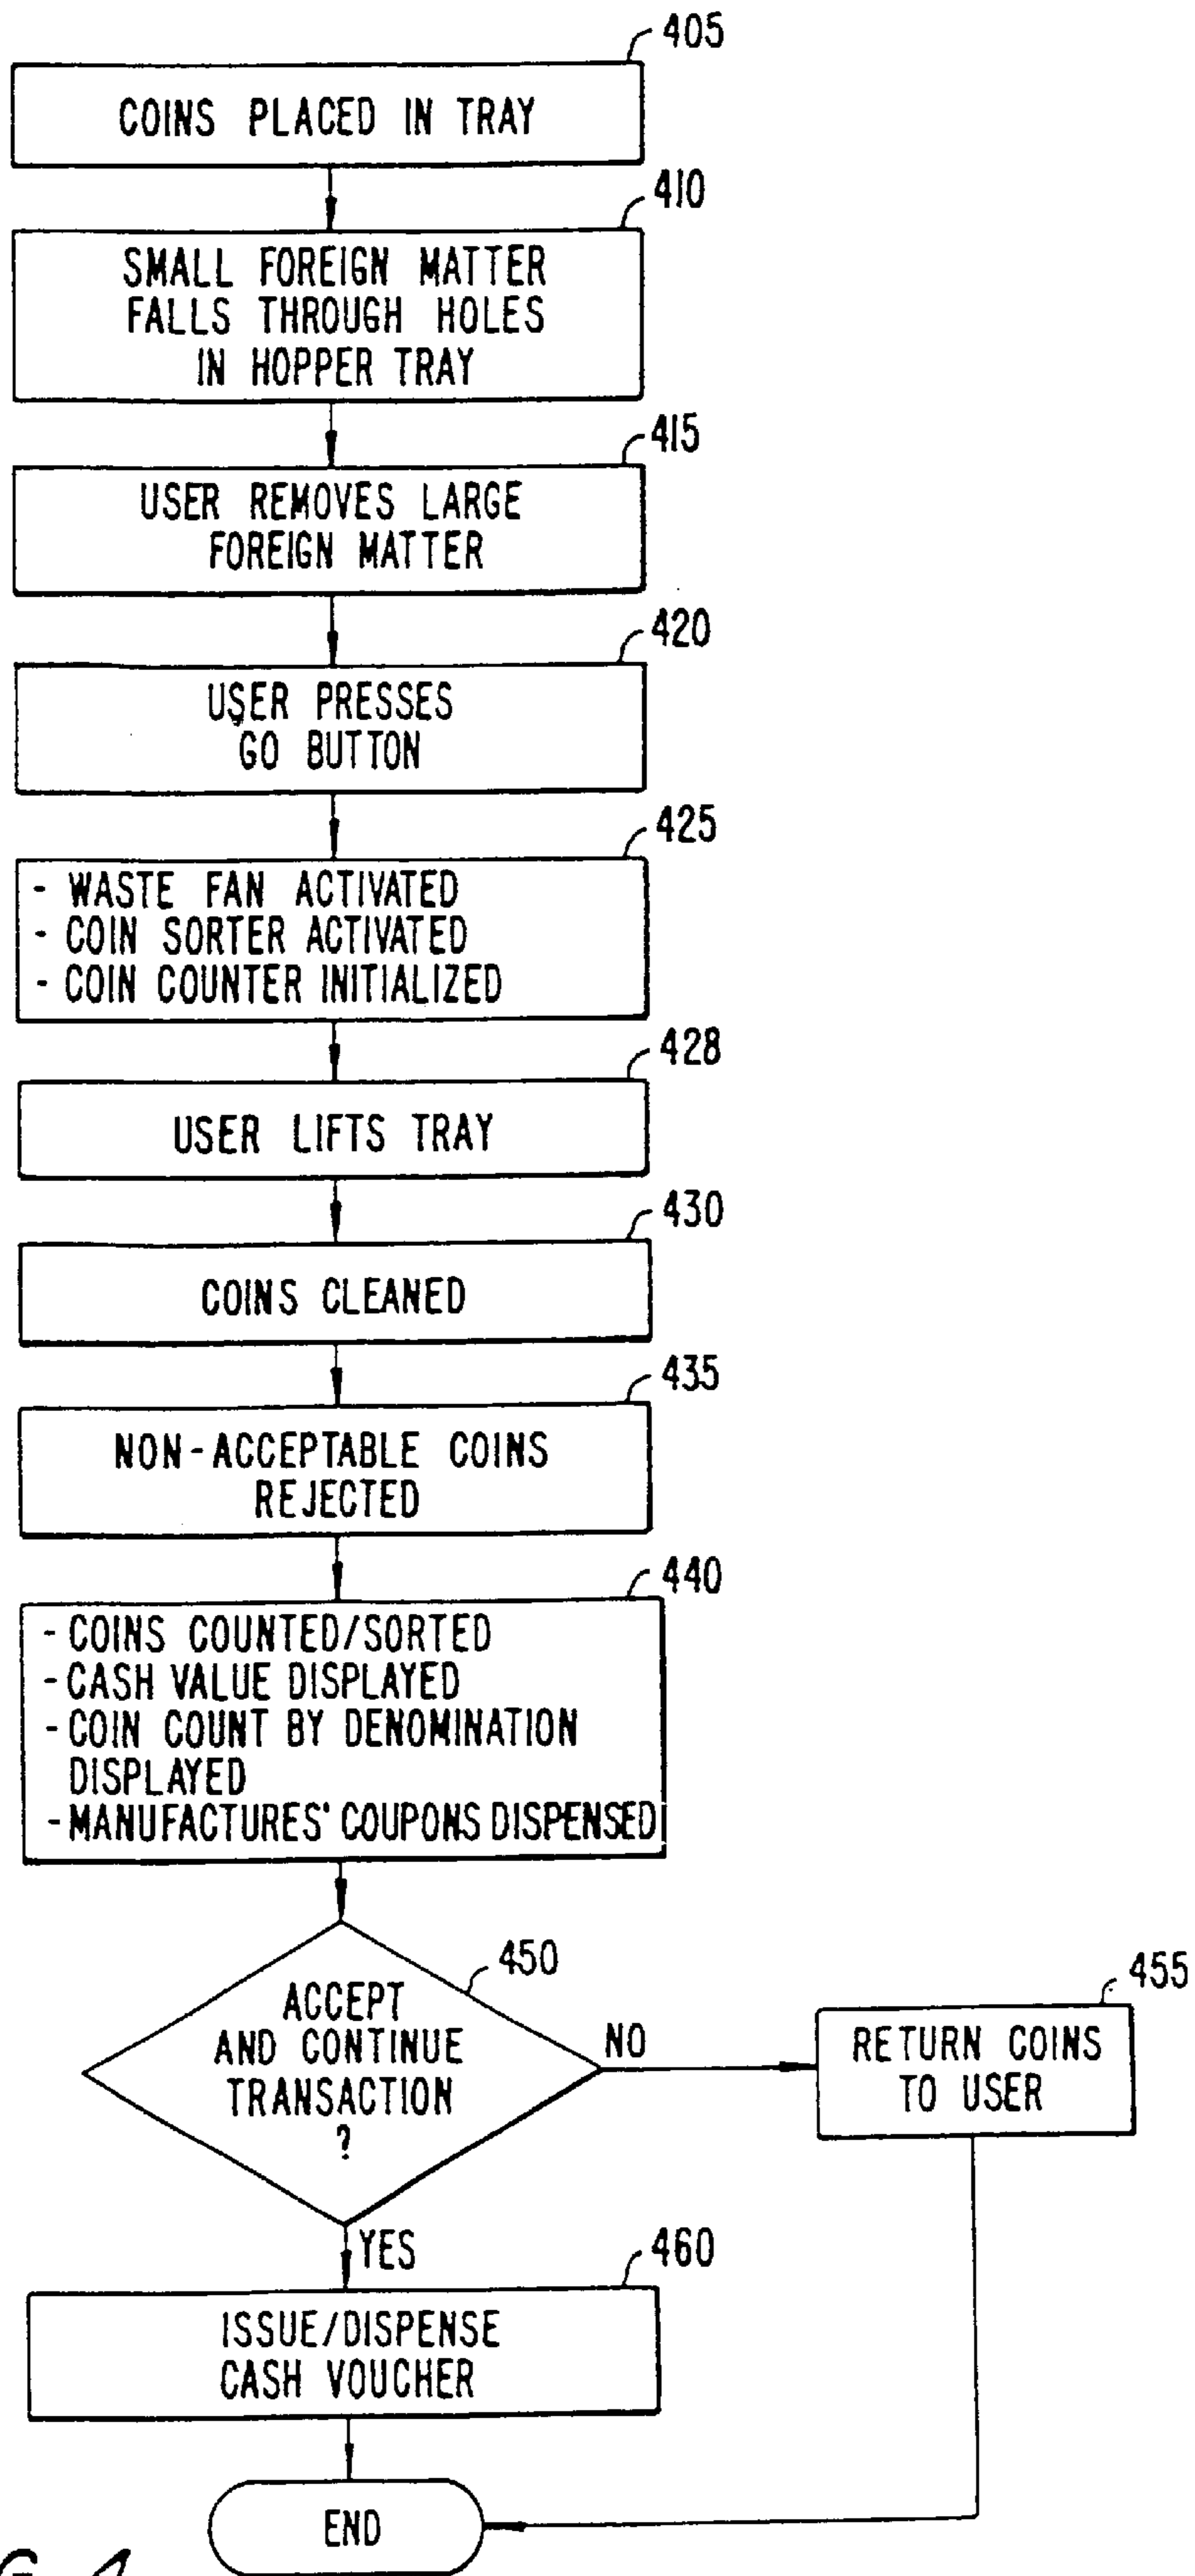 405
COINS PLACED IN TRAY
410
SMALL FOREIGN MATTER
FALLS THROUGH HOLES
IN HOPPER TRAY
415
USER REMOVES LARGE
FOREIGN MATTER
420
USER PRESSES
GO BUTTON
425
- WASTE FAN ACTIVATED
- COIN SORTER ACTIVATED
- COIN COUNTER INITIALIZED
428
USER LIFTS TRAY
430
COINS CLEANED
435
NON-ACCEPTABLE COINS
REJECTED
440
- COINS COUNTED/SORTED
- CASH VALUE DISPLAYED
- COIN COUNT BY DENOMINATION
DISPLAYED
- MANUFACTURES' COUPONS DISPENSED
450
ACCEPT
AND CONTINUE
TRANSACTION
?
NO
455
RETURN COINS
TO USER
YES
460
ISSUE/DISPENSE
CASH VOUCHER
END